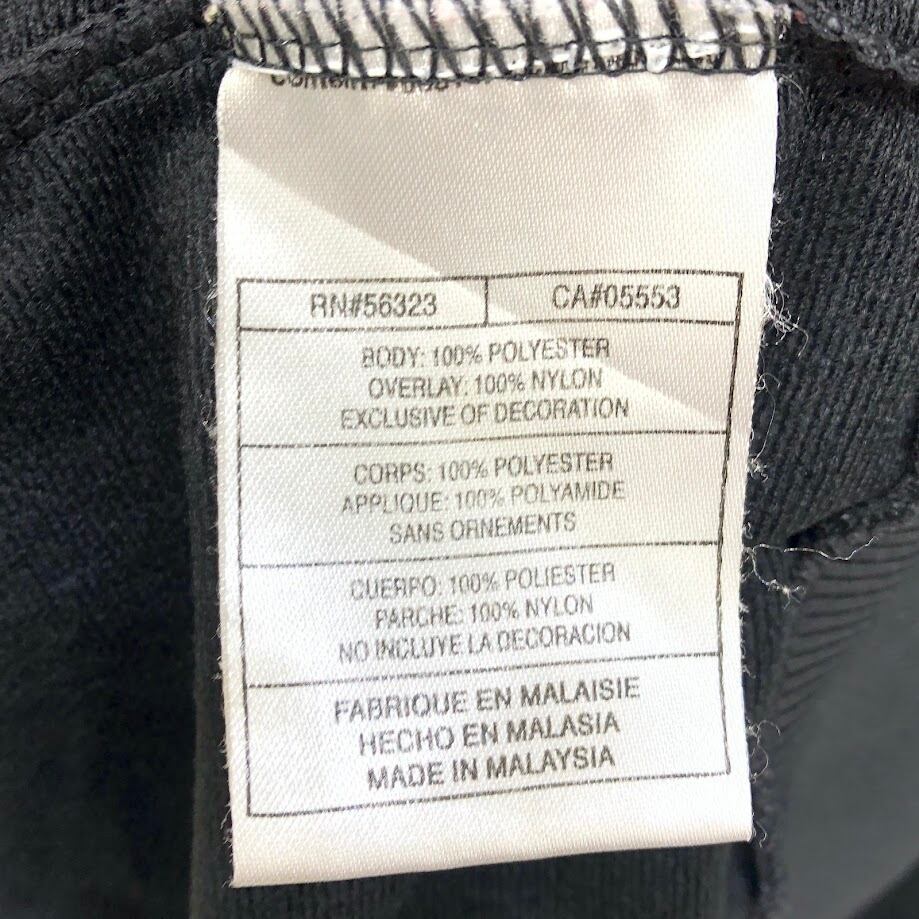 RN#56323 CA#05553
BODY: 100% POLYESTER
OVERLAY: 100% NYLON
EXCLUSIVE OF DECORATION
CORPS: 100% POLYESTER
APPLIQUE: 100% POLYAMIDE
SANS ORNEMENTS
CUERPO: 100% POLIESTER
PARCHE: 100% NYLON
NO INCLUYE LA DECORACION
FABRIQUE EN MALAISIE
HECHO EN MALASIA
MADE IN MALAYSIA